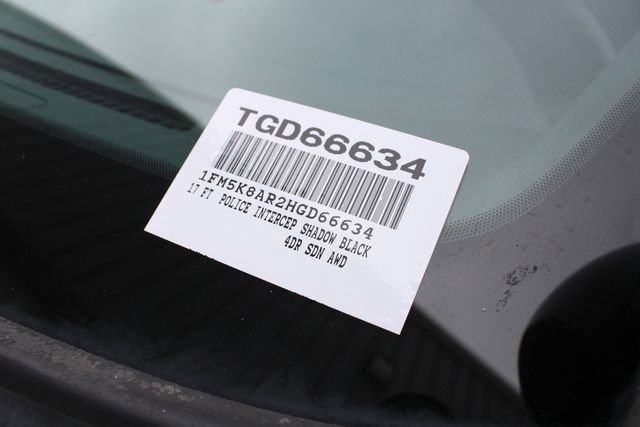 TGD66634
1FM5K8AR2HGD66634
17 FT POLICE INTERCEP SHADOW BLACK
4DR SDN AWD